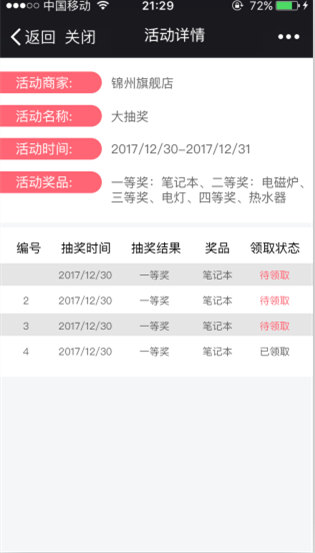 中国移动 21:29 72%
返回 关闭 活动详情
活动商家: 锦州旗舰店
活动名称: 大抽奖
活动时间: 2017/12/30-2017/12/31
活动奖品: 一等奖：笔记本、二等奖：电磁炉、
三等奖、电灯、四等奖、热水器
编号 抽奖时间 抽奖结果 奖品 领取状态
2017/12/30 一等奖 笔记本 待领取
2 2017/12/30 一等奖 笔记本 待领取
3 2017/12/30 一等奖 笔记本 待领取
4 2017/12/30 一等奖 笔记本 已领取